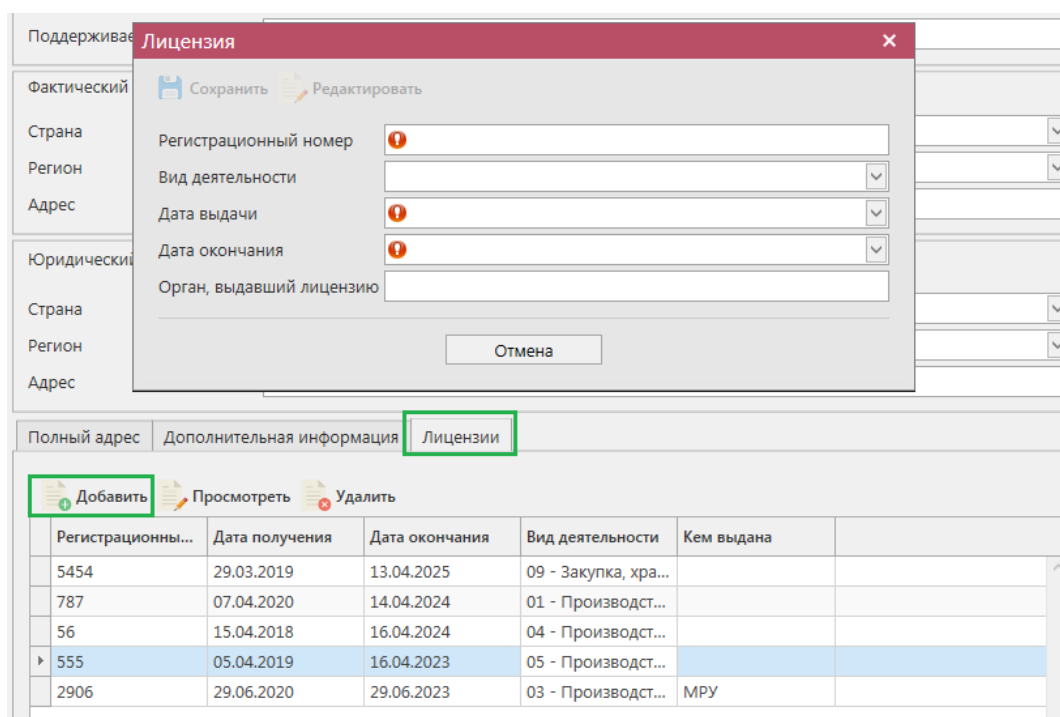 Поддерживае
Лицензия
Фактический
Сохранить Редактировать
Страна
Регистрационный номер
Регион
Вид деятельности
Адрес
Дата выдачи
Дата окончания
Юридический
Орган, выдавший лицензию
Страна
Регион
Отмена
Адрес
Полный адрес Дополнительная информация Лицензии
Добавить Просмотреть Удалить
Регистрационны... Дата получения Дата окончания Вид деятельности Кем выдана
5454 29.03.2019 13.04.2025 09 - Закупка, хра...
787 07.04.2020 14.04.2024 01 - Производст...
56 15.04.2018 16.04.2024 04 - Производст...
555 05.04.2019 16.04.2023 05 - Производст...
2906 29.06.2020 29.06.2023 03 - Производст... МРУ